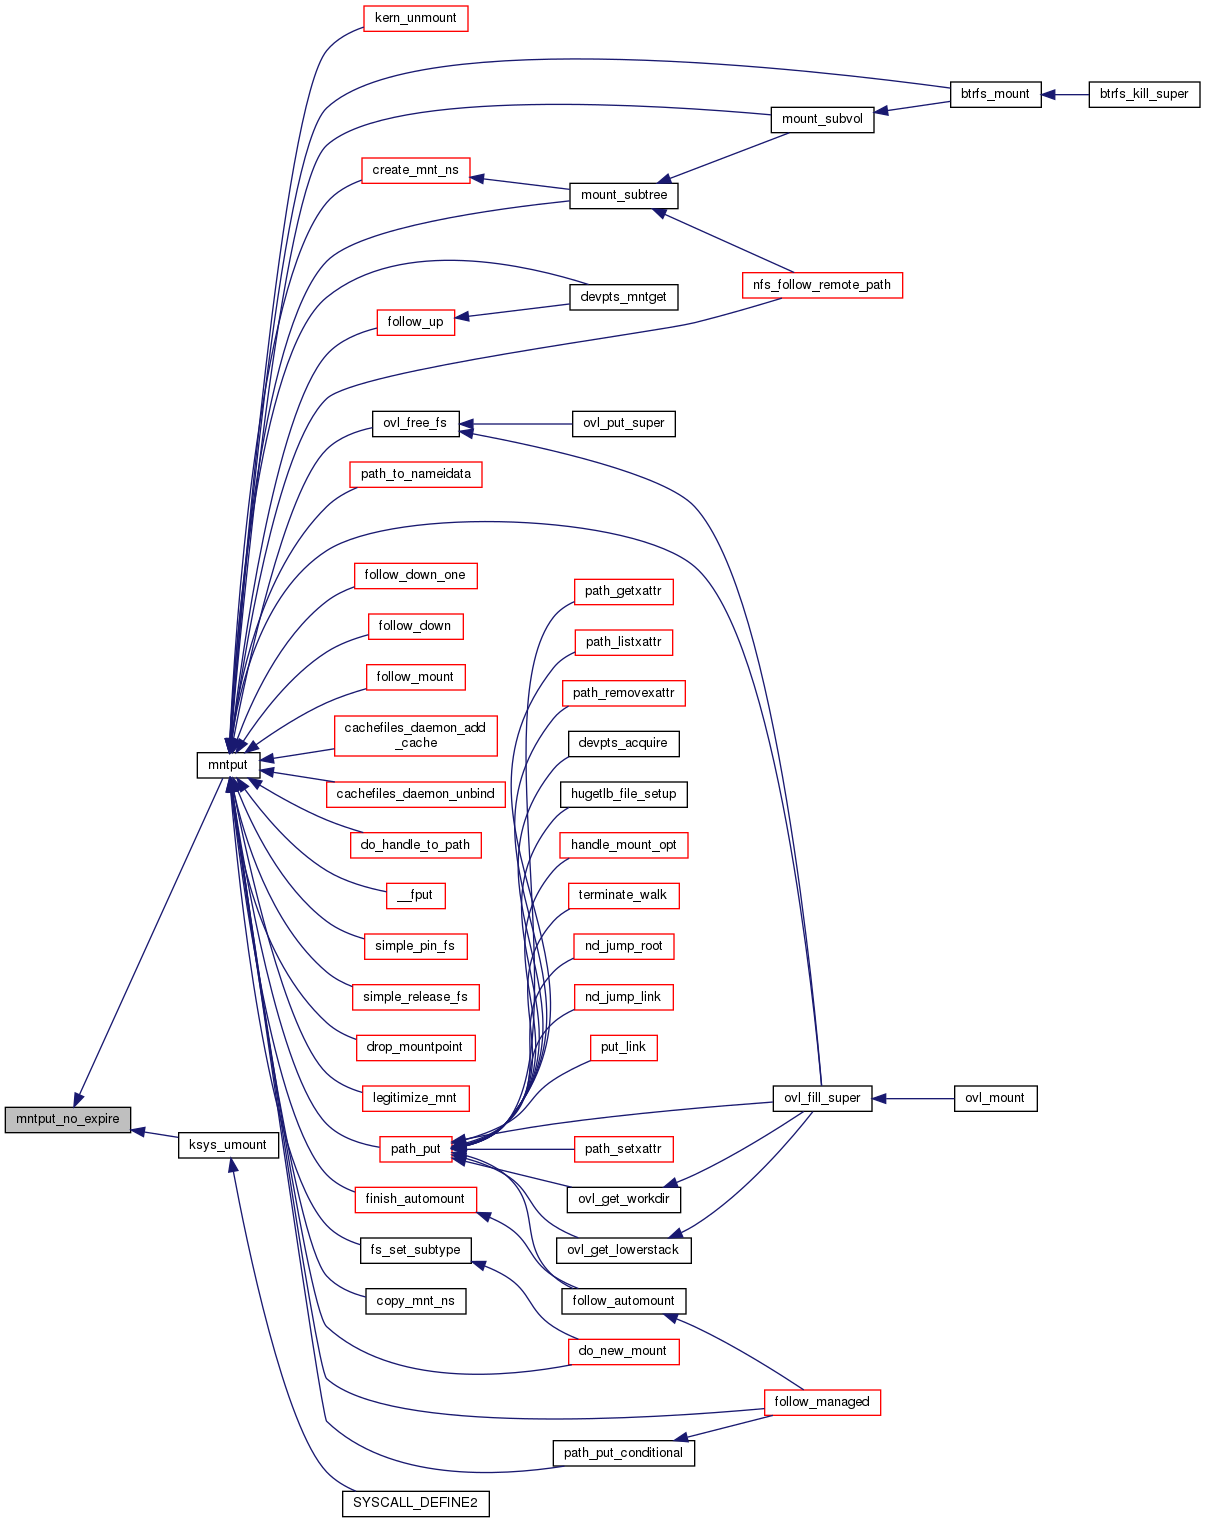 kern_unmount
btrfs_mount
btrfs_kill_super
mount_subvol
create_mnt_ns
mount_subtree
nfs_follow_remote_path
devpts_mntget
follow_up
ovl_free_fs
ovl_put_super
path_to_nameidata
follow_down_one
path_getxattr
follow_down
path_listxattr
follow_mount
path_removexattr
cachefiles_daemon_add
_cache
devpts_acquire
mntput
cachefiles_daemon_unbind
hugetlb_file_setup
do_handle_to_path
handle_mount_opt
__fput
terminate_walk
simple_pin_fs
nd_jump_root
simple_release_fs
nd_jump_link
drop_mountpoint
put_link
legitimize_mnt
ovl_fill_super
ovl_mount
mntput_no_expire
ksys_umount
path_put
path_setxattr
finish_automount
ovl_get_workdir
fs_set_subtype
ovl_get_lowerstack
copy_mnt_ns
follow_automount
do_new_mount
follow_managed
path_put_conditional
SYSCALL_DEFINE2